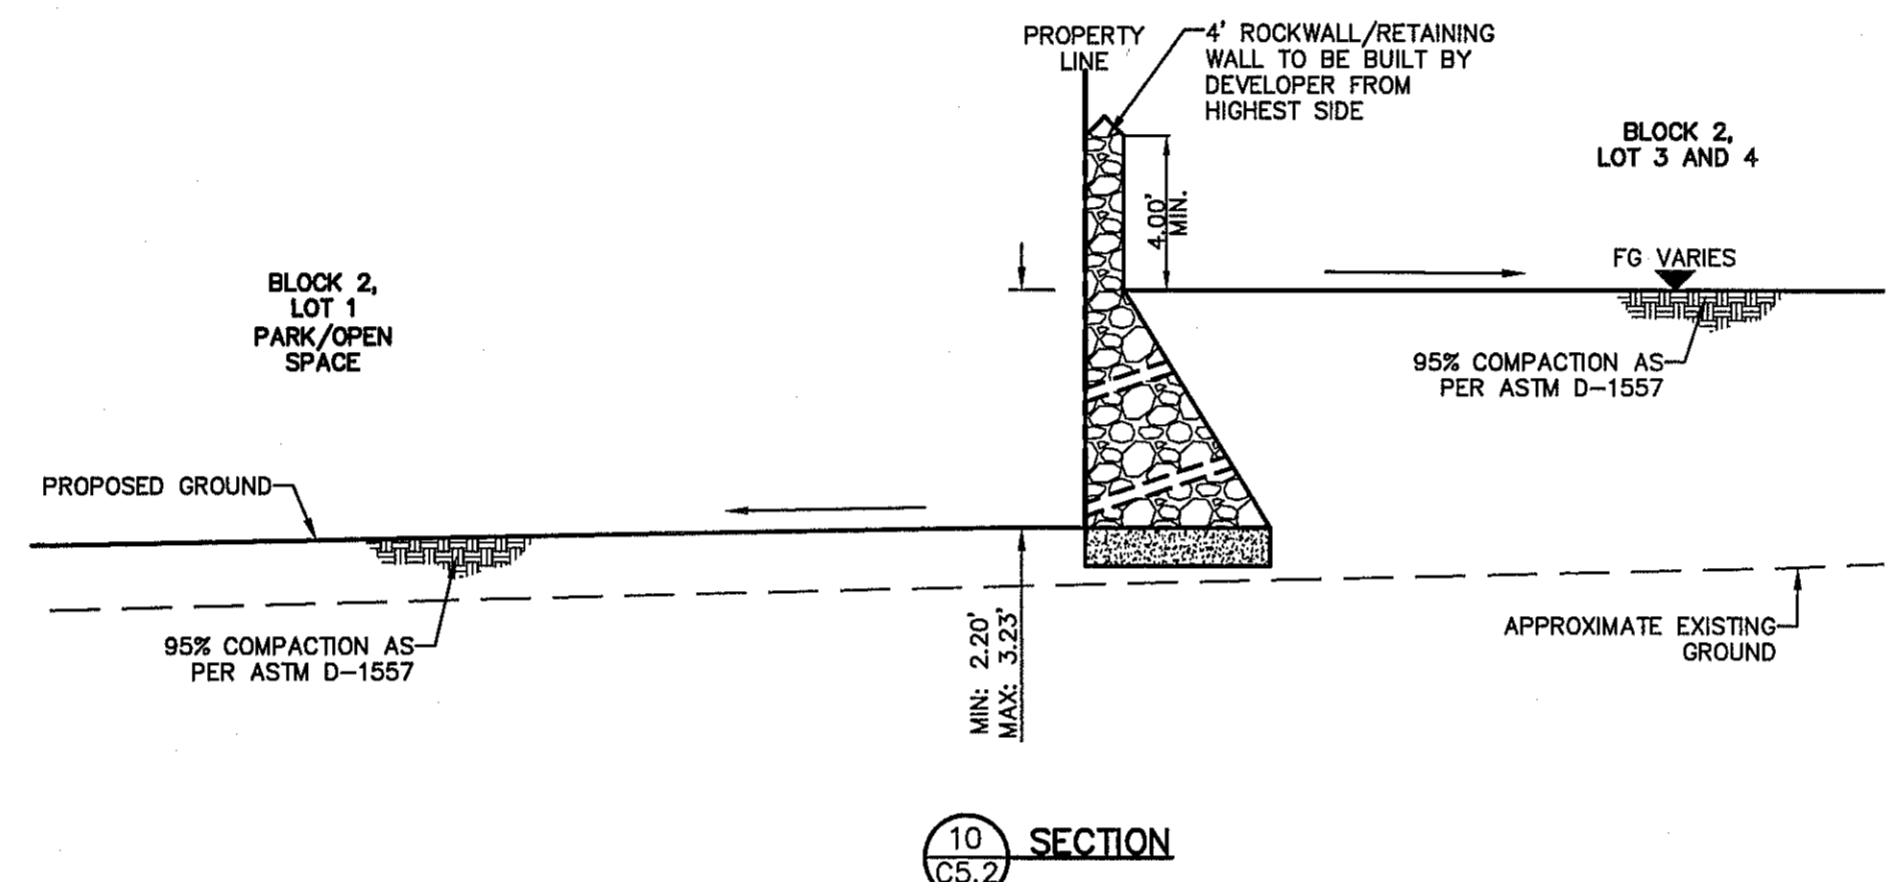 PROPERTY
LINE
4' ROCKWALL/RETAINING
WALL TO BE BUILT BY
DEVELOPER FROM
HIGHEST SIDE
BLOCK 2,
LOT 3 AND 4
4.00'
MIN.
FG VARIES
BLOCK 2,
LOT 1
PARK/OPEN
SPACE
95% COMPACTION AS
PER ASTM D-1557
PROPOSED GROUND
95% COMPACTION AS
PER ASTM D-1557
MIN: 2.20'
MAX: 3.23'
APPROXIMATE EXISTING
GROUND
10
C5.2
SECTION